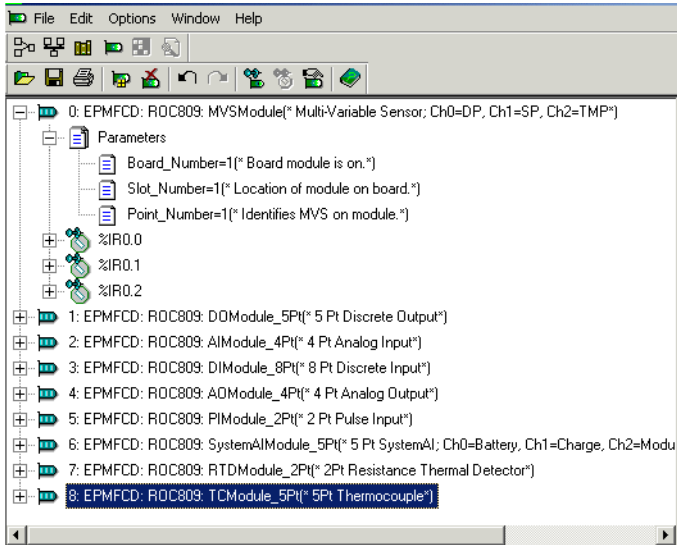 File Edit Options Window Help
0: EPMFCD: ROC809: MVSModule(* Multi-Variable Sensor; Ch0=DP, Ch1=SP, Ch2=TMP*)
Parameters
Board_Number=1(* Board module is on.*)
Slot_Number=1(* Location of module on board.*)
Point_Number=1(* Identifies MVS on module.*)
%IR0.0
%IR0.1
%IR0.2
1: EPMFCD: ROC809: DOModule_5Pt(* 5 Pt Discrete Output*)
2: EPMFCD: ROC809: AIModule_4Pt(* 4 Pt Analog Input*)
3: EPMFCD: ROC809: DIModule_8Pt(* 8 Pt Discrete Input*)
4: EPMFCD: ROC809: AOModule_4Pt(* 4 Pt Analog Output*)
5: EPMFCD: ROC809: PIModule_2Pt(* 2 Pt Pulse Input*)
6: EPMFCD: ROC809: SystemAIModule_5Pt(* 5 Pt SystemAI; Ch0=Battery, Ch1=Charge, Ch2=Modu
7: EPMFCD: ROC809: RTDModule_2Pt(* 2Pt Resistance Thermal Detector*)
8: EPMFCD: ROC809: TCModule_5Pt(* 5Pt Thermocouple*)